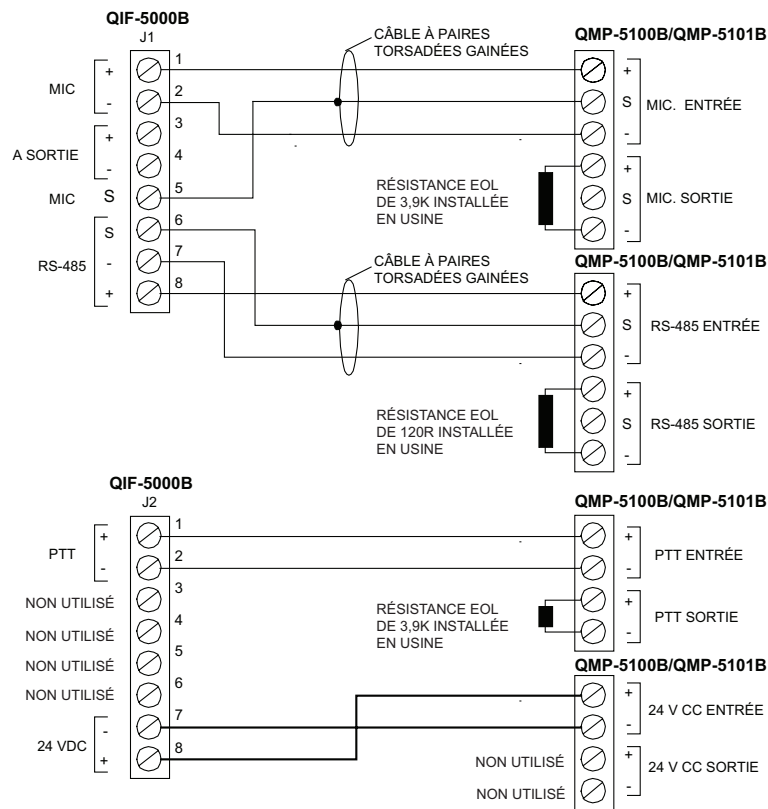 QIF-5000B
J1
CÂBLE À PAIRES
TORSADÉES GAINÉES
QMP-5100B/QMP-5101B
MIC
+
-
1
2
A SORTIE
+
-
3
4
MIC S
5
RS-485
S
-
+
6
7
8
+
S
-
MIC. ENTRÉE
RÉSISTANCE EOL
DE 3,9K INSTALLÉE
EN USINE
+
S
-
MIC. SORTIE
CÂBLE À PAIRES
TORSADÉES GAINÉES
QMP-5100B/QMP-5101B
+
S
-
RS-485 ENTRÉE
RÉSISTANCE EOL
DE 120R INSTALLÉE
EN USINE
+
S
-
RS-485 SORTIE
QIF-5000B
J2
QMP-5100B/QMP-5101B
PTT
+
-
1
2
NON UTILISÉ
3
NON UTILISÉ
4
NON UTILISÉ
5
NON UTILISÉ
6
24 VDC
-
+
7
8
+
-
PTT ENTRÉE
RÉSISTANCE EOL
DE 3,9K INSTALLÉE
EN USINE
+
-
PTT SORTIE
QMP-5100B/QMP-5101B
+
-
24 V CC ENTRÉE
NON UTILISÉ
NON UTILISÉ
+
-
24 V CC SORTIE